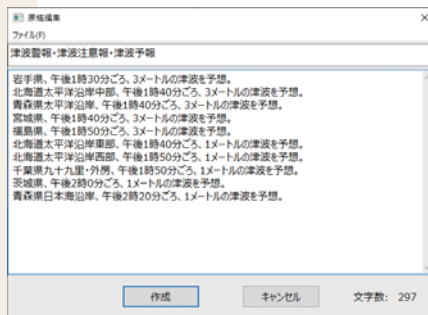 原稿編集
ファイル(F)
津波警報・津波注意報・津波予報
岩手県、午後1時30分ごろ、3メートルの津波を予想。
北海道太平洋沿岸中部、午後1時40分ごろ、3メートルの津波を予想。
青森県太平洋沿岸、午後1時40分ごろ、3メートルの津波を予想。
宮城県、午後1時40分ごろ、3メートルの津波を予想。
福島県、午後1時50分ごろ、3メートルの津波を予想。
北海道太平洋沿岸東部、午後1時40分ごろ、1メートルの津波を予想。
北海道太平洋沿岸西部、午後1時50分ごろ、1メートルの津波を予想。
千葉県九十九里・外房、午後1時50分ごろ、1メートルの津波を予想。
茨城県、午後2時0分ごろ、1メートルの津波を予想。
青森県日本海沿岸、午後2時20分ごろ、1メートルの津波を予想。
作成 キャンセル 文字数: 297